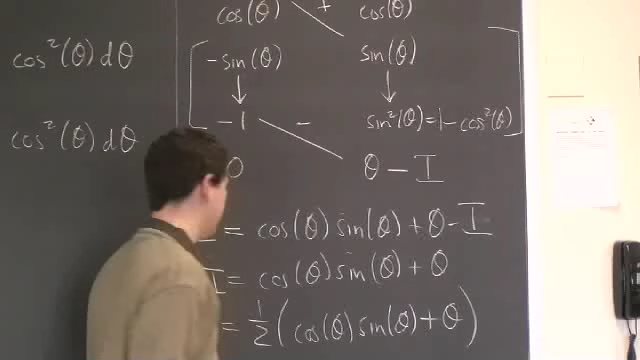 cos(θ) + cos(θ)
cos²(θ) dθ
-sin(θ) sin(θ)
-1 - sin²(θ) = 1 - cos²(θ)
cos²(θ) dθ
0 θ - I
= cos(θ) sin(θ) + θ - I
I = cos(θ) sin(θ) + θ
= 1/2 (cos(θ) sin(θ) + θ)